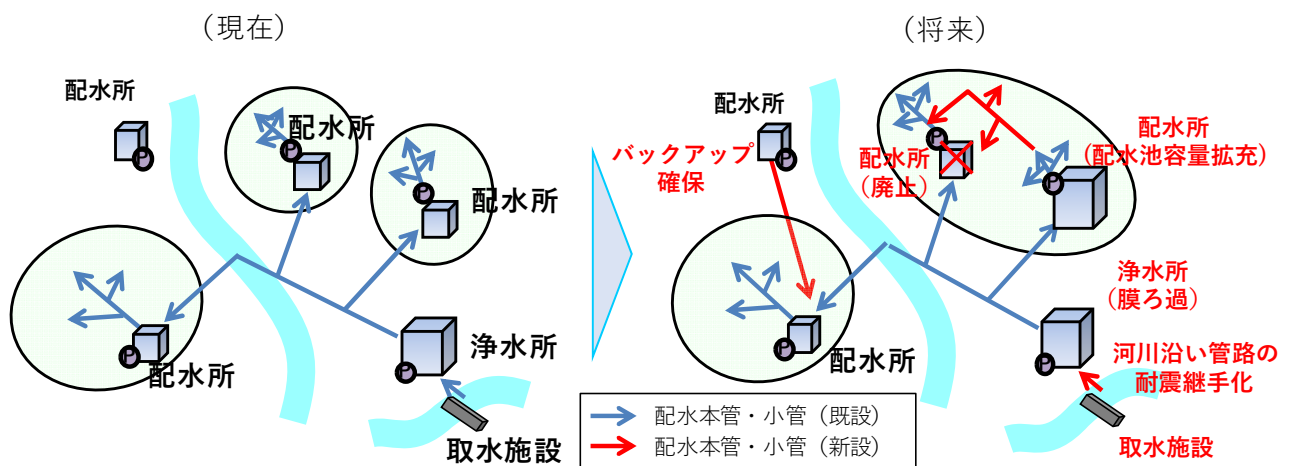 （現在）
配水所
配水所
配水所
P
P
P
配水所
P
浄水所
P
取水施設
（将来）
配水所
P
バックアップ
確保
配水所
（廃止）
P
配水所
（配水池容量拡充）
P
配水所
P
浄水所
（膜ろ過）
P
河川沿い管路の
耐震継手化
取水施設
配水本管・小管（既設）
配水本管・小管（新設）